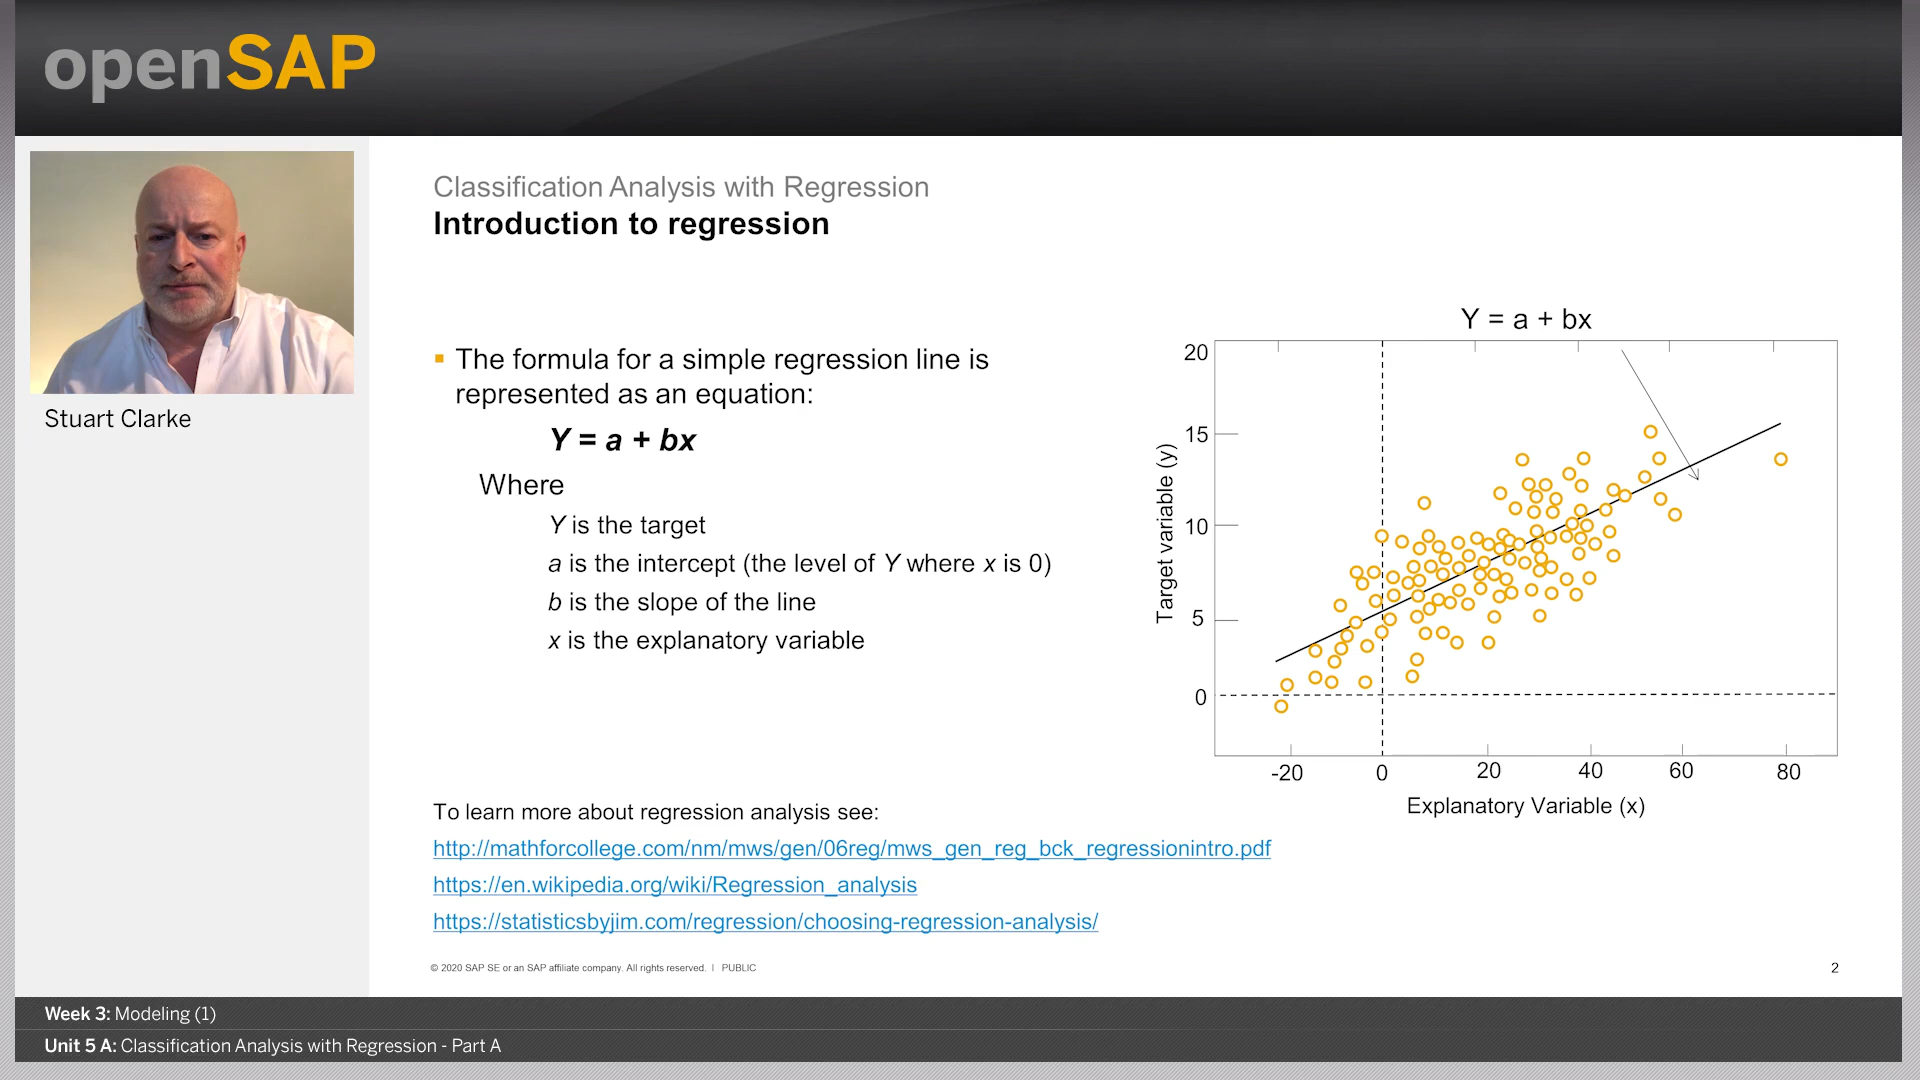 openSAP
Stuart Clarke
Classification Analysis with Regression
Introduction to regression
The formula for a simple regression line is
represented as an equation:
Y = a + bx
Where
Y is the target
a is the intercept (the level of Y where x is 0)
b is the slope of the line
x is the explanatory variable
Y = a + bx
20
15
10
5
0
Target variable (y)
-20 0 20 40 60 80
Explanatory Variable (x)
To learn more about regression analysis see:
http://mathforcollege.com/nm/mws/gen/06reg/mws_gen_reg_bck_regressionintro.pdf
https://en.wikipedia.org/wiki/Regression_analysis
https://statisticsbyjim.com/regression/choosing-regression-analysis/
© 2020 SAP SE or an SAP affiliate company. All rights reserved. ǀ PUBLIC
2
Week 3: Modeling (1)
Unit 5 A: Classification Analysis with Regression - Part A